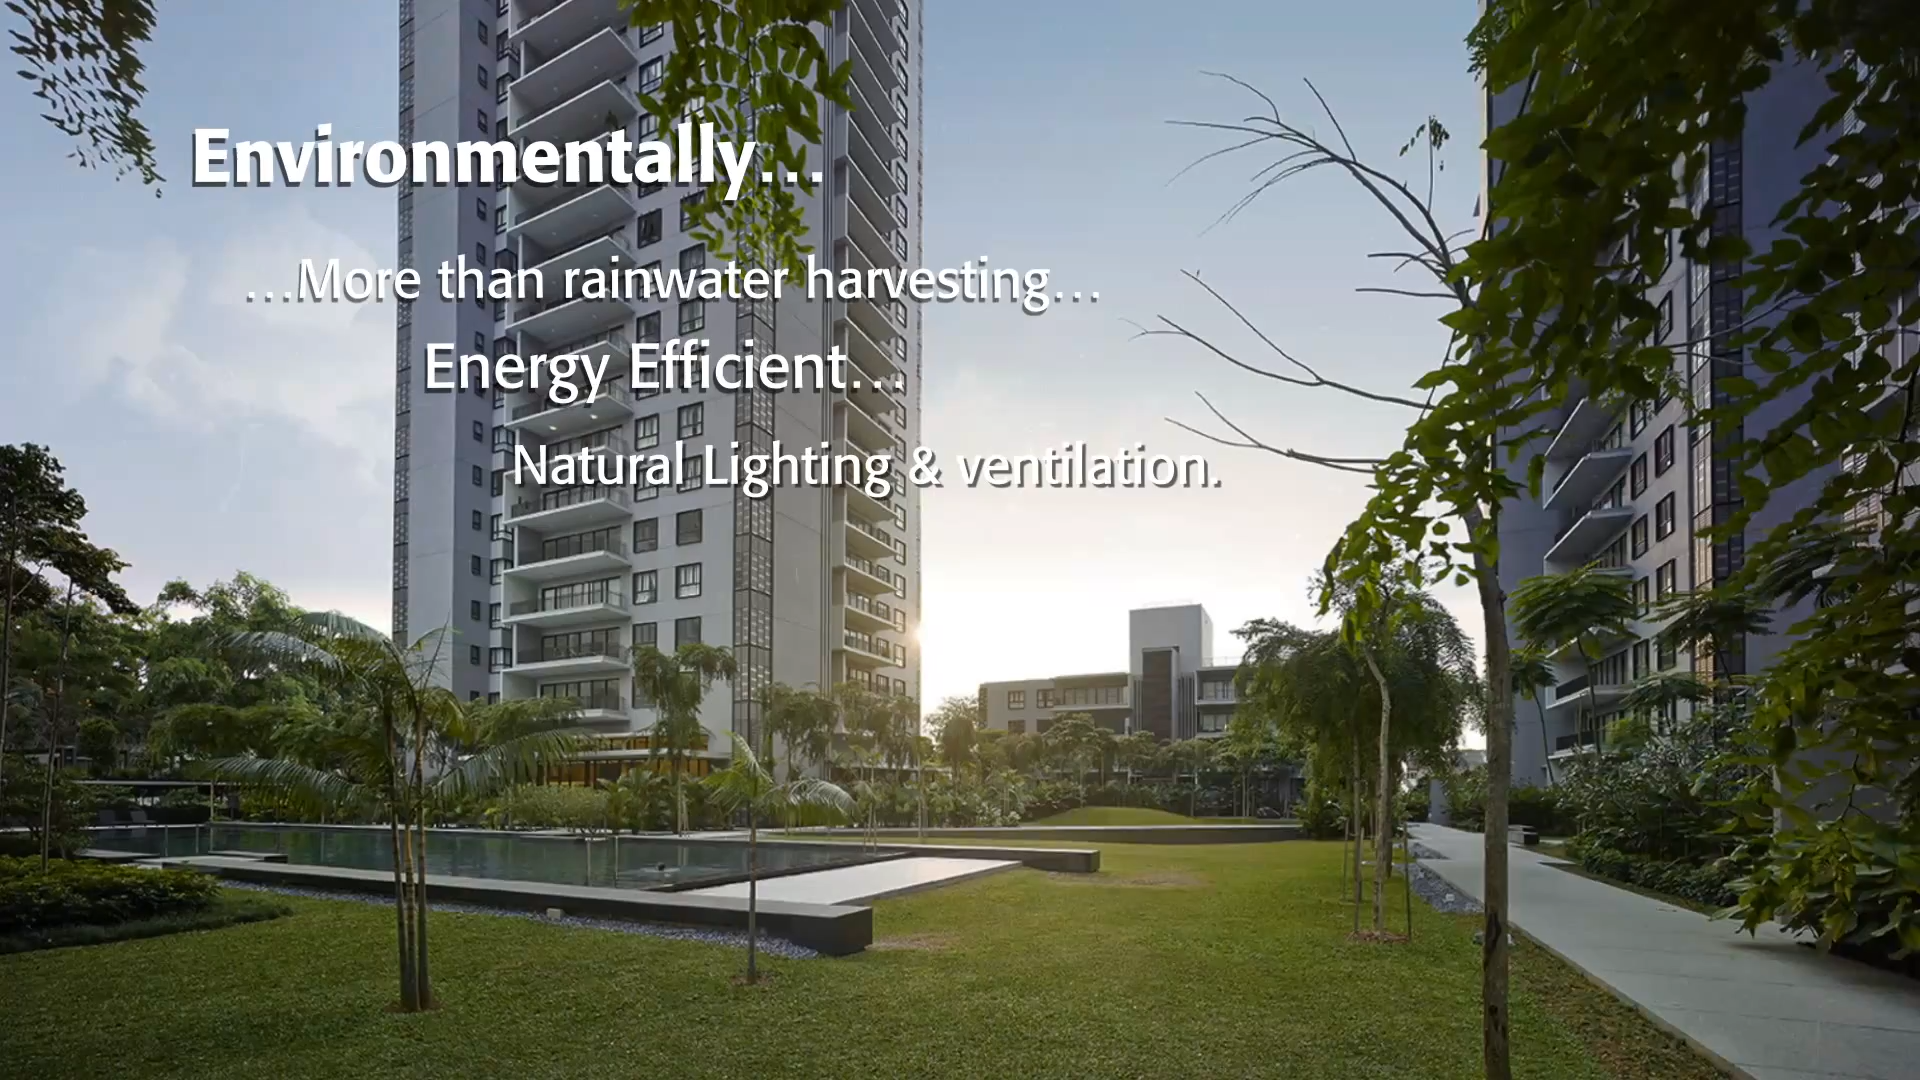 Environmentally...
...More than rainwater harvesting...
Energy Efficient...
Natural Lighting & ventilation.